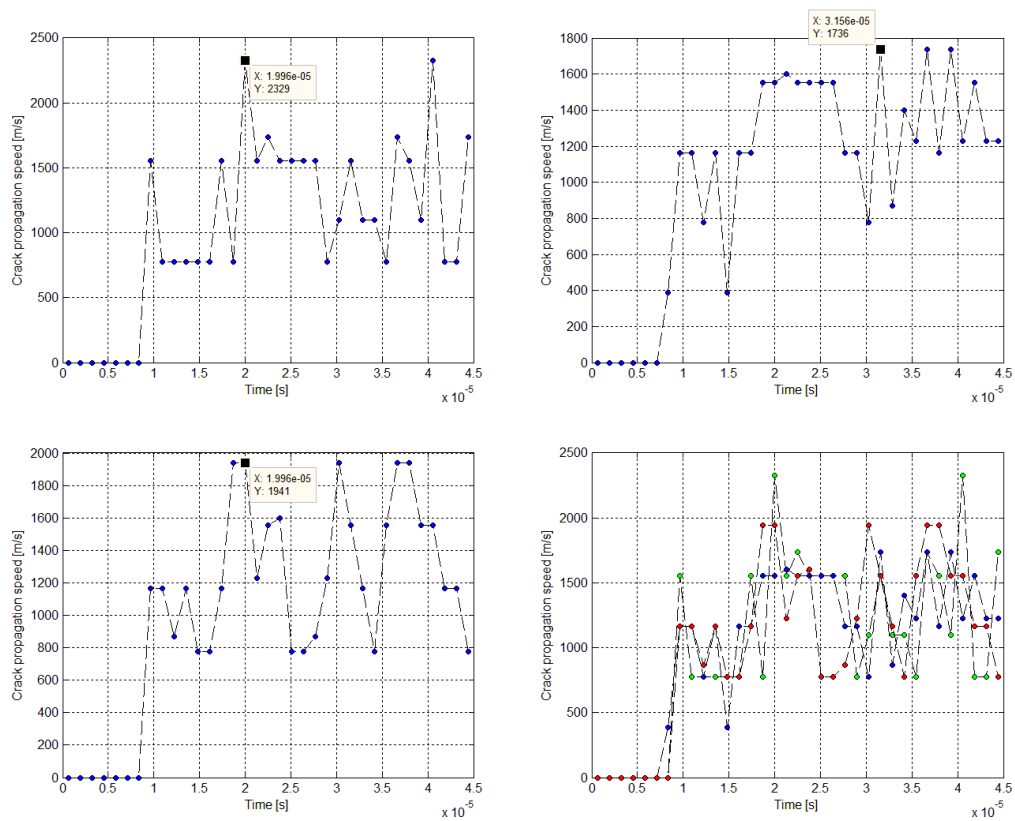 X: 1.996e-05
Y: 2329
2500
2000
1500
1000
500
0
Crack propagation speed [m/s]
0 0.5 1 1.5 2 2.5 3 3.5 4 4.5
Time [s]
x 10^-5
X: 3.156e-05
Y: 1736
1800
1600
1400
1200
1000
800
600
400
200
0
Crack propagation speed [m/s]
0 0.5 1 1.5 2 2.5 3 3.5 4 4.5
Time [s]
x 10^-5
X: 1.996e-05
Y: 1941
2000
1800
1600
1400
1200
1000
800
600
400
200
0
Crack propagation speed [m/s]
0 0.5 1 1.5 2 2.5 3 3.5 4 4.5
Time [s]
x 10^-5
2500
2000
1500
1000
500
0
Crack propagation speed [m/s]
0 0.5 1 1.5 2 2.5 3 3.5 4 4.5
Time [s]
x 10^-5